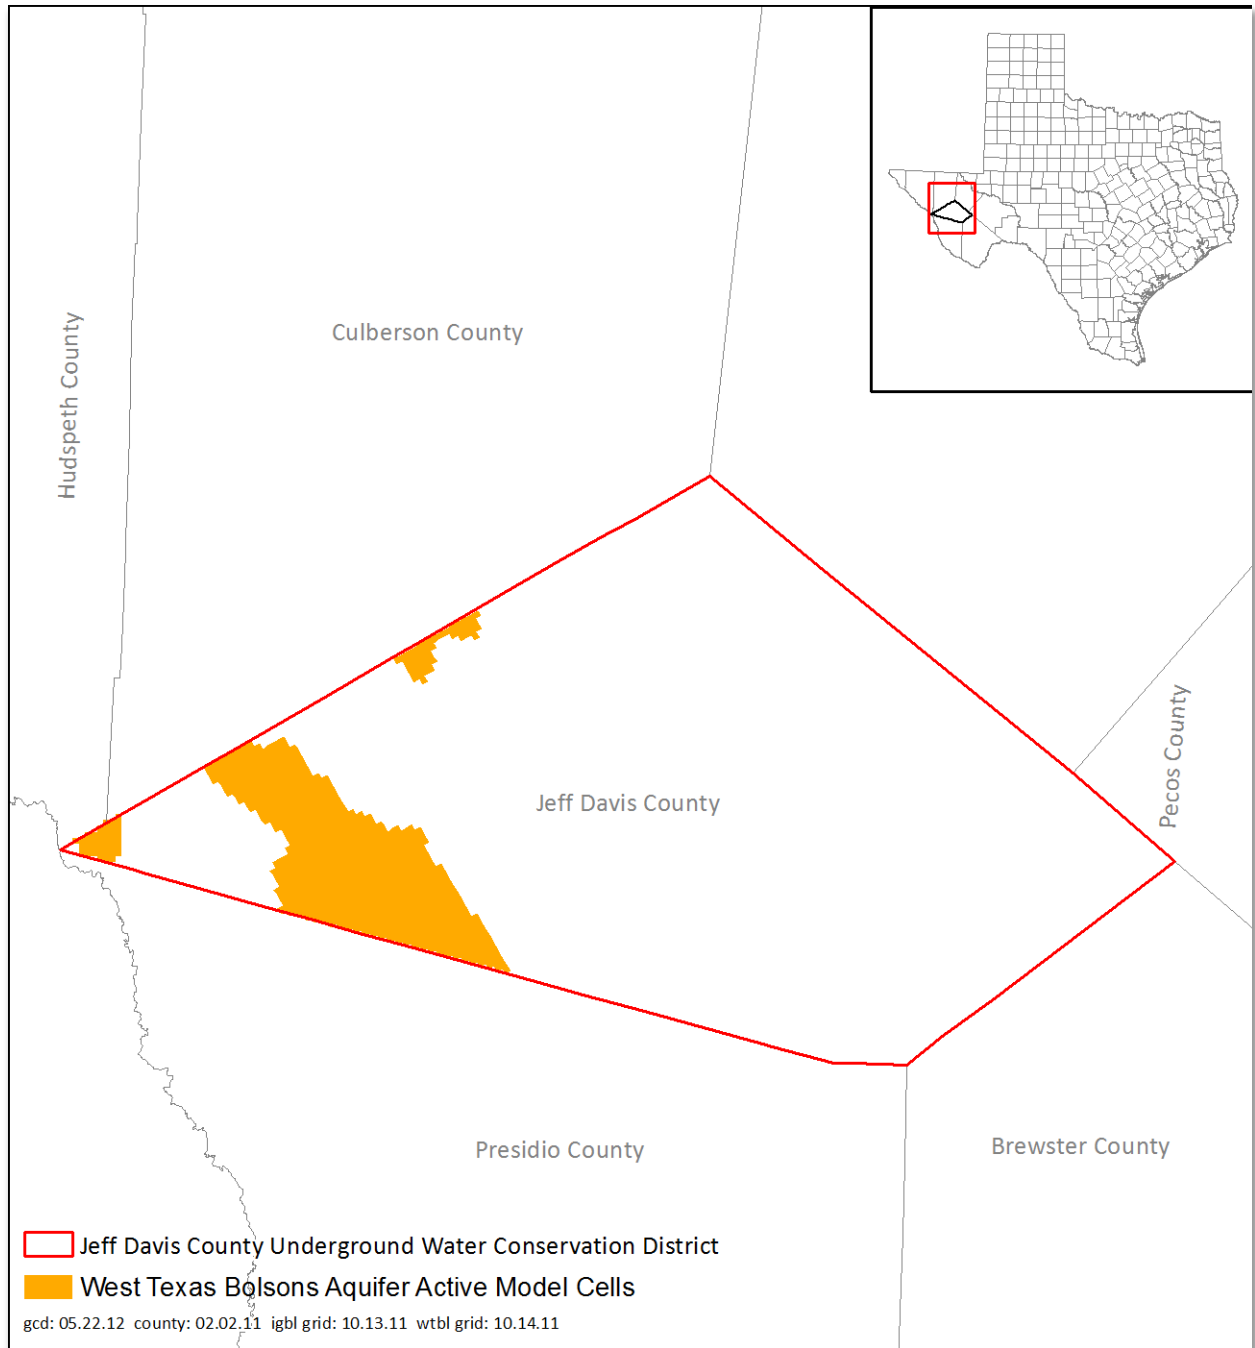 Hudspeth County
Culberson County
Jeff Davis County
Pecos County
Presidio County
Brewster County
Jeff Davis County Underground Water Conservation District
West Texas Bolsons Aquifer Active Model Cells
gcd: 05.22.12 county: 02.02.11 igbl grid: 10.13.11 wtbl grid: 10.14.11